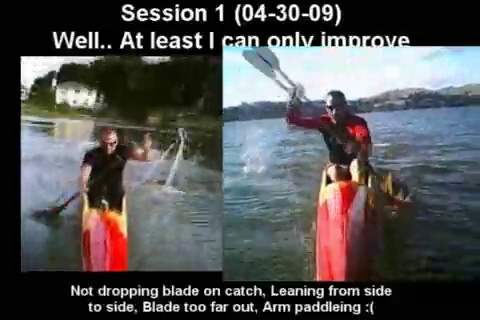 Session 1 (04-30-09)
Well.. At least I can only improve
Not dropping blade on catch, Leaning from side
to side, Blade too far out, Arm paddleing :(